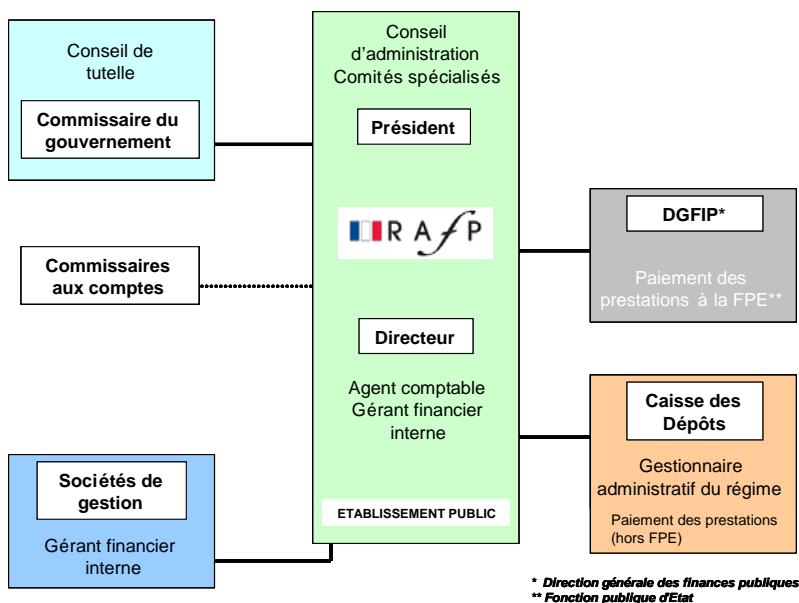 Conseil de
tutelle
Commissaire du
gouvernement
Commissaires
aux comptes
Sociétés de
gestion
Gérant financier
interne
Conseil
d'administration
Comités spécialisés
Président
RAfP
Directeur
Agent comptable
Gérant financier
interne
ETABLISSEMENT PUBLIC
DGFIP*
Paiement des
prestations à la FPE**
Caisse des
Dépôts
Gestionnaire
administratif du régime
Paiement des prestations
(hors FPE)
* Direction générale des finances publiques
** Fonction publique d'Etat